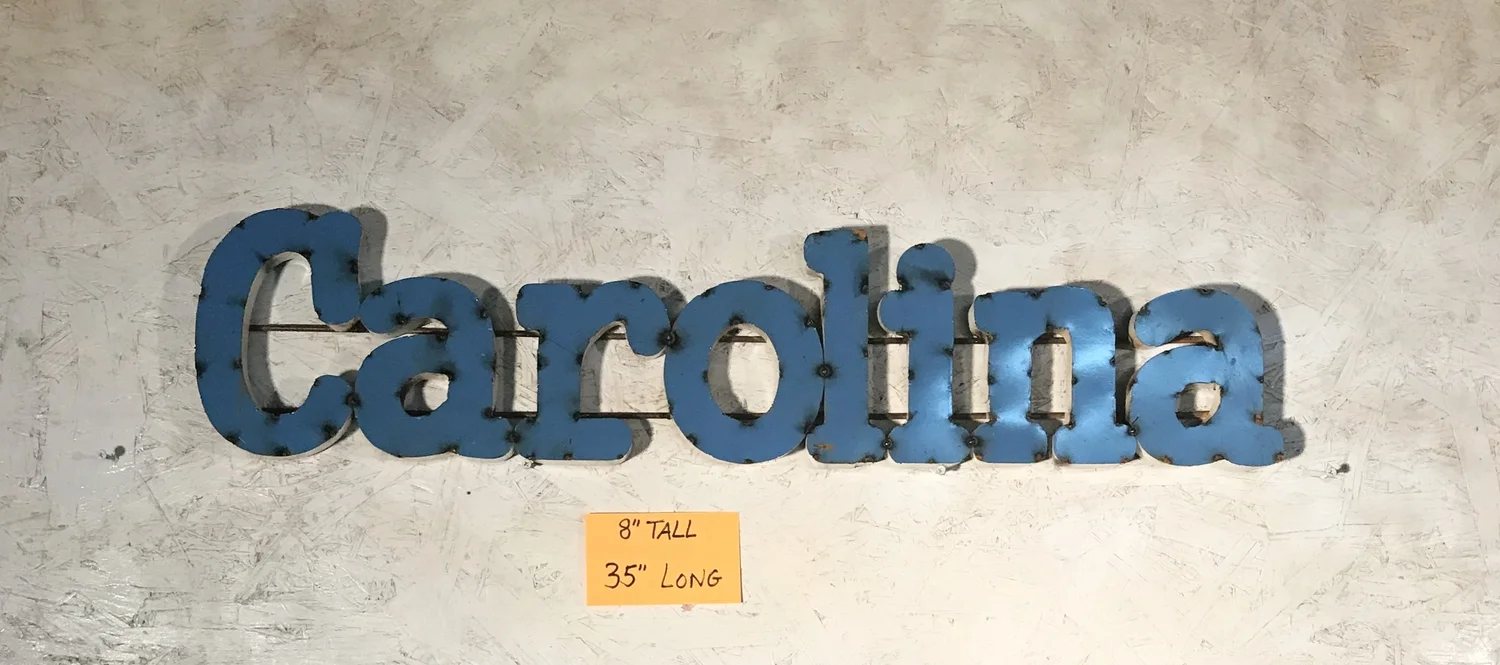 Carolina
8" TALL
35" LONG